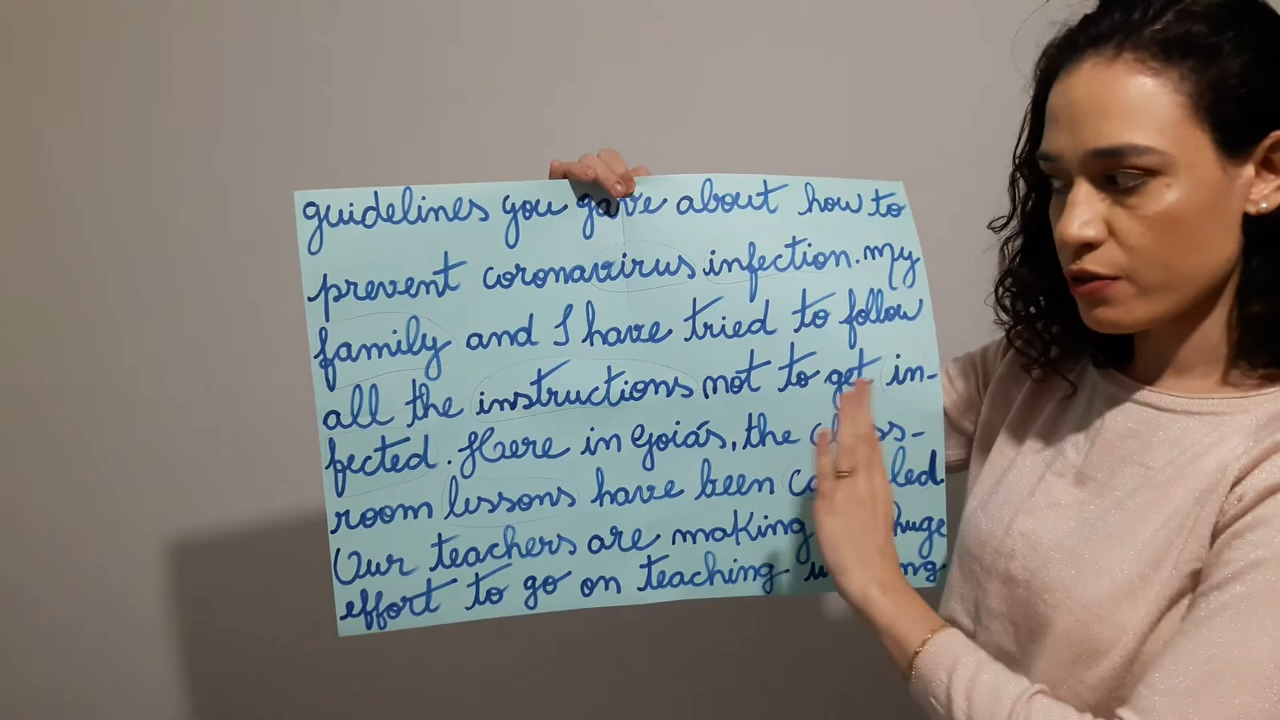 guidelines you gave about how to
prevent coronavirus infection. My
family and I have tried to follow
all the instructions not to get in-
fected. Here in Goiás, the class-
room lessons have been
Our teachers are making huge
effort to go on teaching